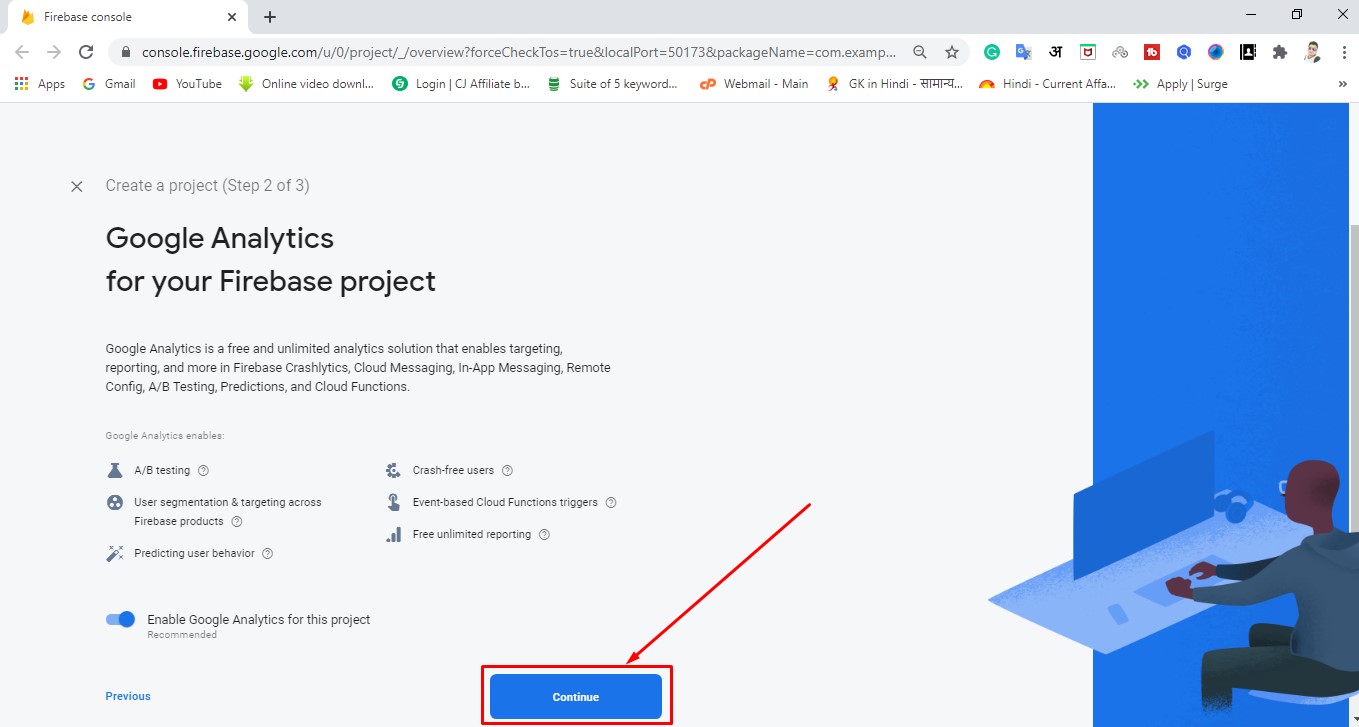 Firebase console
console.firebase.google.com/u/0/project/_/overview?forceCheckTos=true&localPort=50173&packageName=com.examp...
अ
tb
Apps
Gmail
YouTube
Online video downl...
Login | CJ Affiliate b...
Suite of 5 keyword...
cP
Webmail - Main
GK in Hindi - सामान्य...
Hindi - Current Affa...
Apply | Surge
»
Create a project (Step 2 of 3)
Google Analytics
for your Firebase project
Google Analytics is a free and unlimited analytics solution that enables targeting,
reporting, and more in Firebase Crashlytics, Cloud Messaging, In-App Messaging, Remote
Config, A/B Testing, Predictions, and Cloud Functions.
Google Analytics enables:
A/B testing
Crash-free users
User segmentation & targeting across
Firebase products
Event-based Cloud Functions triggers
Free unlimited reporting
Predicting user behavior
Enable Google Analytics for this project
Recommended
Previous
Continue